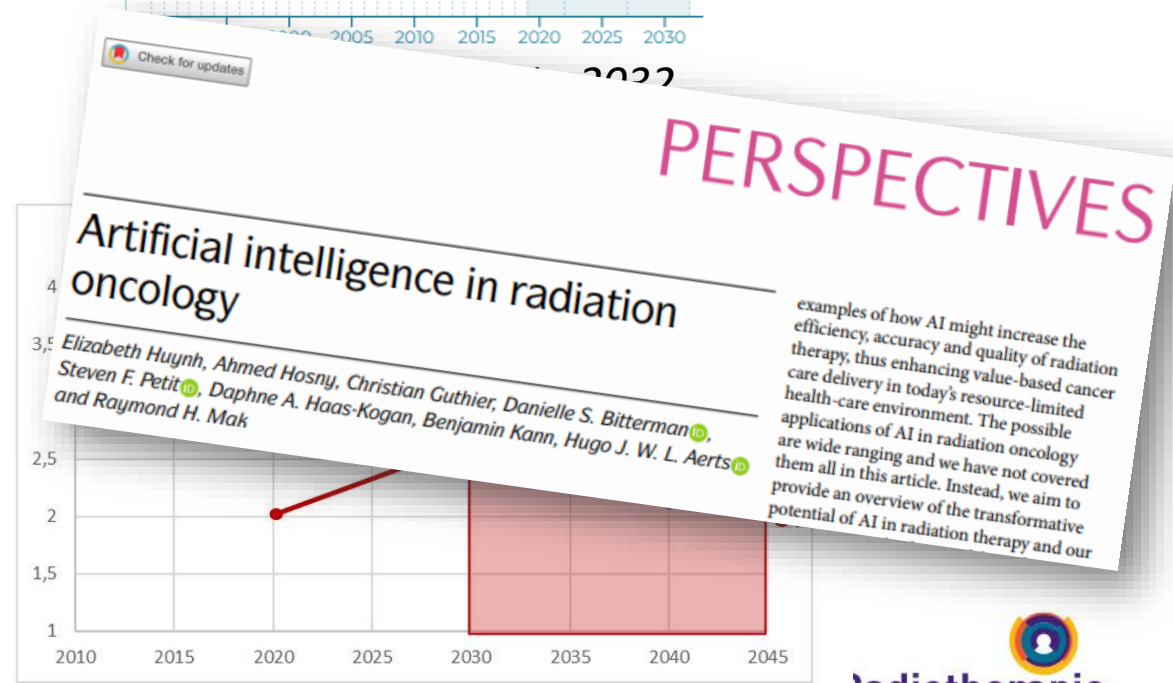 2005 2010 2015 2020 2025 2030
2032
Check for updates
PERSPECTIVES
Artificial intelligence in radiation
oncology
Elizabeth Huynh, Ahmed Hosny, Christian Guthier, Danielle S. Bitterman iD,
Steven F. Petit iD, Daphne A. Haas-Kogan, Benjamin Kann, Hugo J. W. L. Aerts iD
and Raymond H. Mak
examples of how AI might increase the
efficiency, accuracy and quality of radiation
therapy, thus enhancing value-based cancer
care delivery in today's resource-limited
health-care environment. The possible
applications of AI in radiation oncology
are wide ranging and we have not covered
them all in this article. Instead, we aim to
provide an overview of the transformative
potential of AI in radiation therapy and our
4
3,5
2,5
2
1,5
1
2010 2015 2020 2025 2030 2035 2040 2045